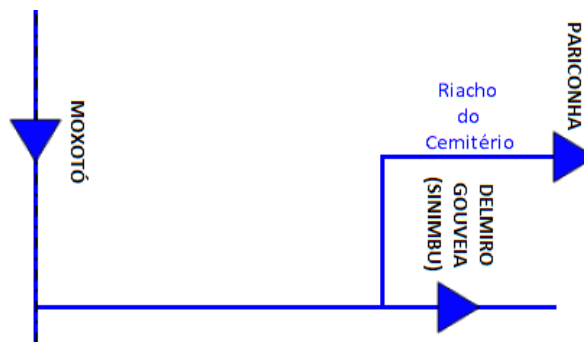 MOXOTÓ
Riacho
do
Cemitério
PARICONHA
DELMIRO
GOUVEIA
(SINIMBU)